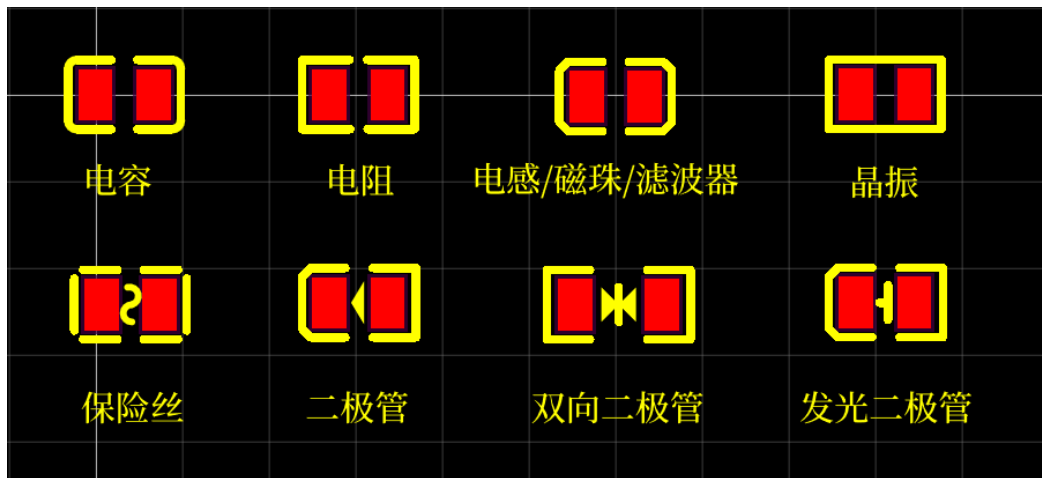 电容
电阻
电感/磁珠/滤波器
晶振
保险丝
二极管
双向二极管
发光二极管